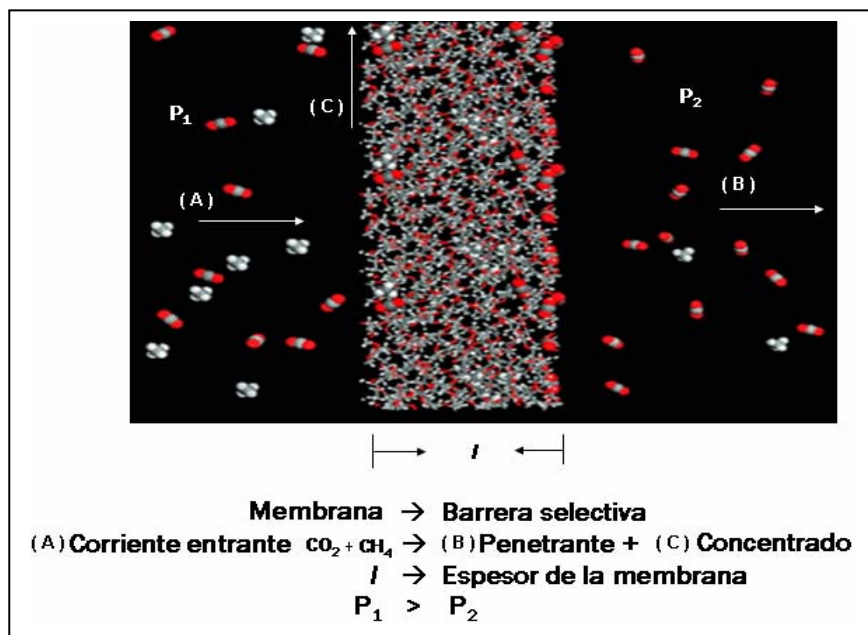 (C)
P₁
P₂
(A)
(B)
l
Membrana → Barrera selectiva
(A) Corriente entrante CO₂ + CH₄ → (B) Penetrante + (C) Concentrado
l → Espesor de la membrana
P₁ > P₂